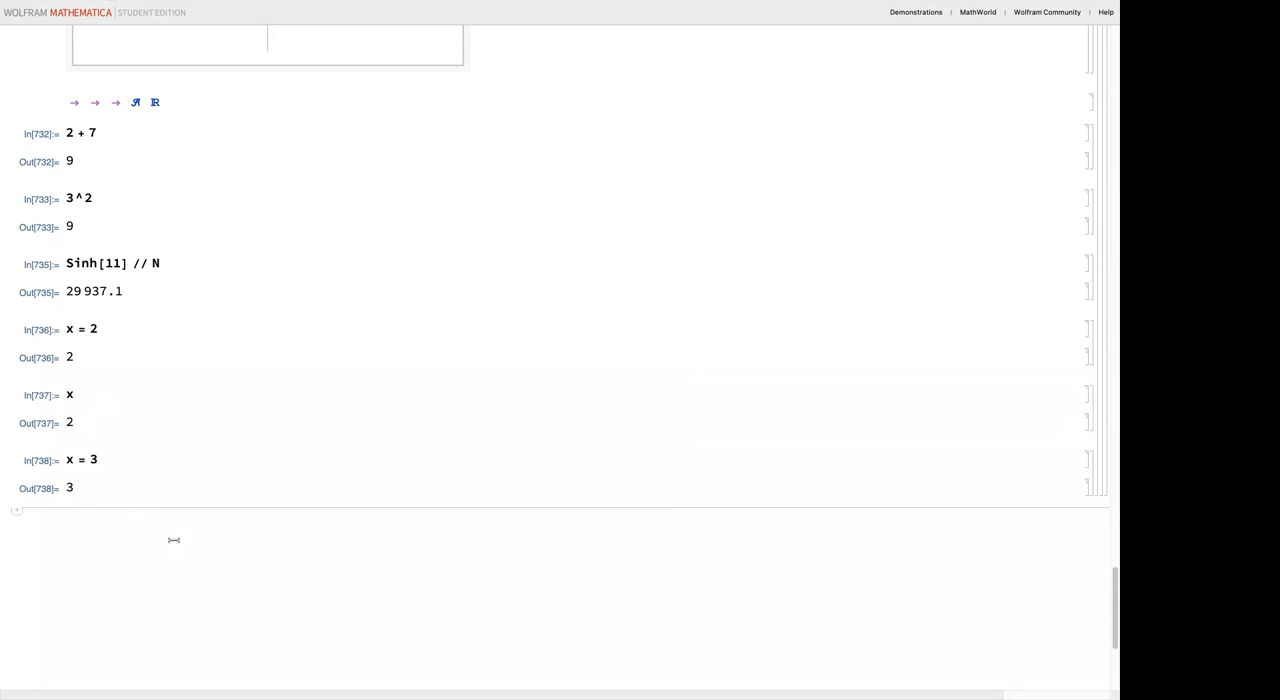 WOLFRAM MATHEMATICA | STUDENT EDITION
Demonstrations | MathWorld | Wolfram Community | Help
→ → → 𝒜 ℝ
In[732]:= 2 + 7
Out[732]= 9
In[733]:= 3 ^ 2
Out[733]= 9
In[735]:= Sinh[11] // N
Out[735]= 29 937.1
In[736]:= x = 2
Out[736]= 2
In[737]:= x
Out[737]= 2
In[738]:= x = 3
Out[738]= 3